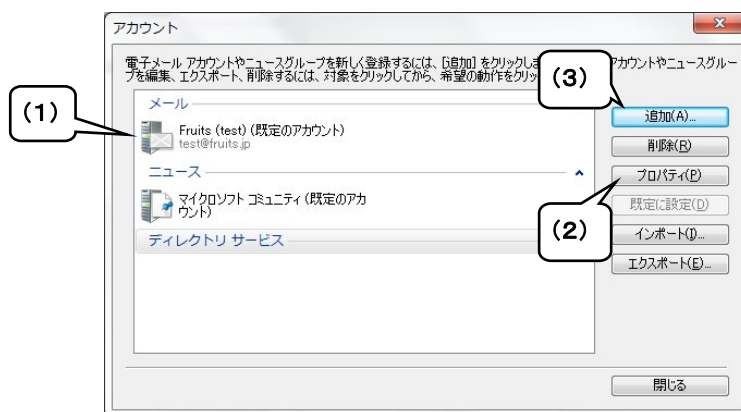 アカウント
電子メール アカウントやニュースグループを新しく登録するには、[追加] をクリックしま
アカウントやニュースグルー
プを編集、エクスポート、削除するには、対象をクリックしてから、希望の動作をクリッ
(3)
(1)
メール
追加(A)...
Fruits (test) (既定のアカウント)
test@fruits.jp
削除(R)
ニュース
プロパティ(P)
マイクロソフト コミュニティ (既定のアカ
ウント)
既定に設定(D)
(2)
ディレクトリ サービス
インポート(I)...
エクスポート(E)...
閉じる